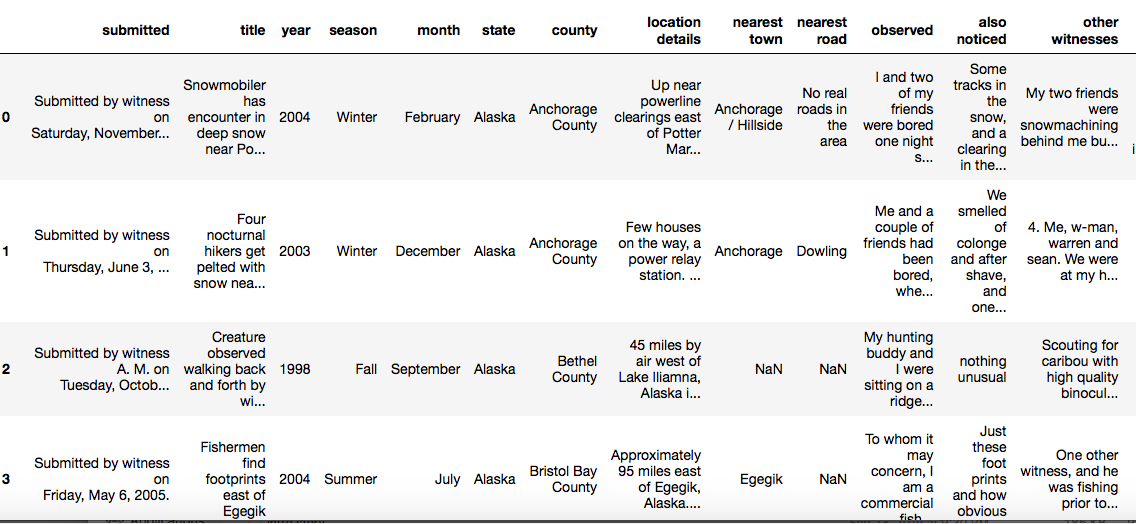 submitted
title
year
season
month
state
county
location
details
nearest
town
nearest
road
observed
also
noticed
other
witnesses
0
Submitted by witness
on
Saturday, November...
Snowmobiler
has
encounter in
deep snow
near Po...
2004
Winter
February
Alaska
Anchorage
County
Up near
powerline
clearings east
of Potter
Mar...
Anchorage
/ Hillside
No real
roads in
the
area
I and two
of my
friends
were bored
one night
s...
Some
tracks in
the
snow,
and a
clearing
in the...
My two friends
were
snowmachining
behind me bu...
1
Submitted by witness
on
Thursday, June 3, ...
Four
nocturnal
hikers get
pelted with
snow nea...
2003
Winter
December
Alaska
Anchorage
County
Few houses
on the way, a
power relay
station. ...
Anchorage
Dowling
Me and a
couple of
friends had
been
bored,
whe...
We
smelled
of
colonge
and after
shave,
and
one...
4. Me, w-man,
warren and
sean. We were
at my h...
2
Submitted by witness
A. M. on
Tuesday, Octob...
Creature
observed
walking back
and forth by
wi...
1998
Fall
September
Alaska
Bethel
County
45 miles by
air west of
Lake Iliamna,
Alaska i...
NaN
NaN
My hunting
buddy and
I were
sitting on a
ridge...
nothing
unusual
Scouting for
caribou with
high quality
binocul...
3
Submitted by witness
on
Friday, May 6, 2005.
Fishermen
find
footprints
east of
Egegik
2004
Summer
July
Alaska
Bristol Bay
County
Approximately
95 miles east
of Egegik,
Alaska....
Egegik
NaN
To whom it
may
concern, I
am a
commercial
fish
Just
these
foot
prints
and how
obvious
One other
witness, and he
was fishing
prior to...